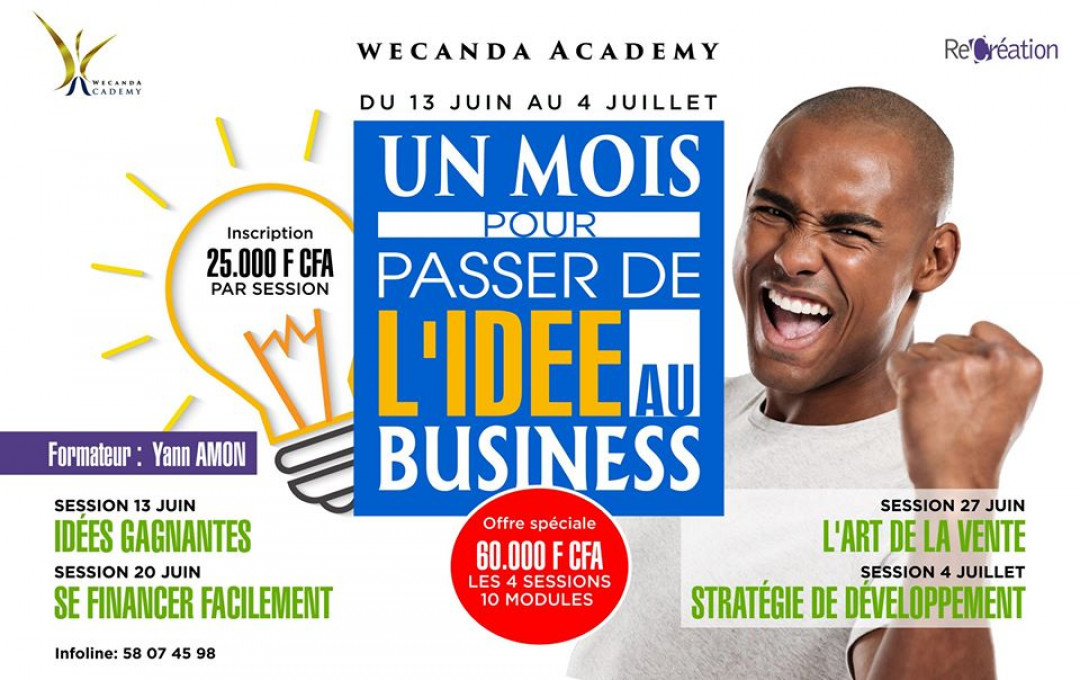 WECANDA
ACADEMY
WECANDA ACADEMY
ReCréation
DU 13 JUIN AU 4 JUILLET
UN MOIS
POUR
PASSER DE
L'IDEE AU
BUSINESS
Inscription
25.000 F CFA
PAR SESSION
Formateur : Yann AMON
SESSION 13 JUIN
IDÉES GAGNANTES
SESSION 20 JUIN
SE FINANCER FACILEMENT
Infoline: 58 07 45 98
Offre spéciale
60.000 F CFA
LES 4 SESSIONS
10 MODULES
SESSION 27 JUIN
L'ART DE LA VENTE
SESSION 4 JUILLET
STRATÉGIE DE DÉVELOPPEMENT